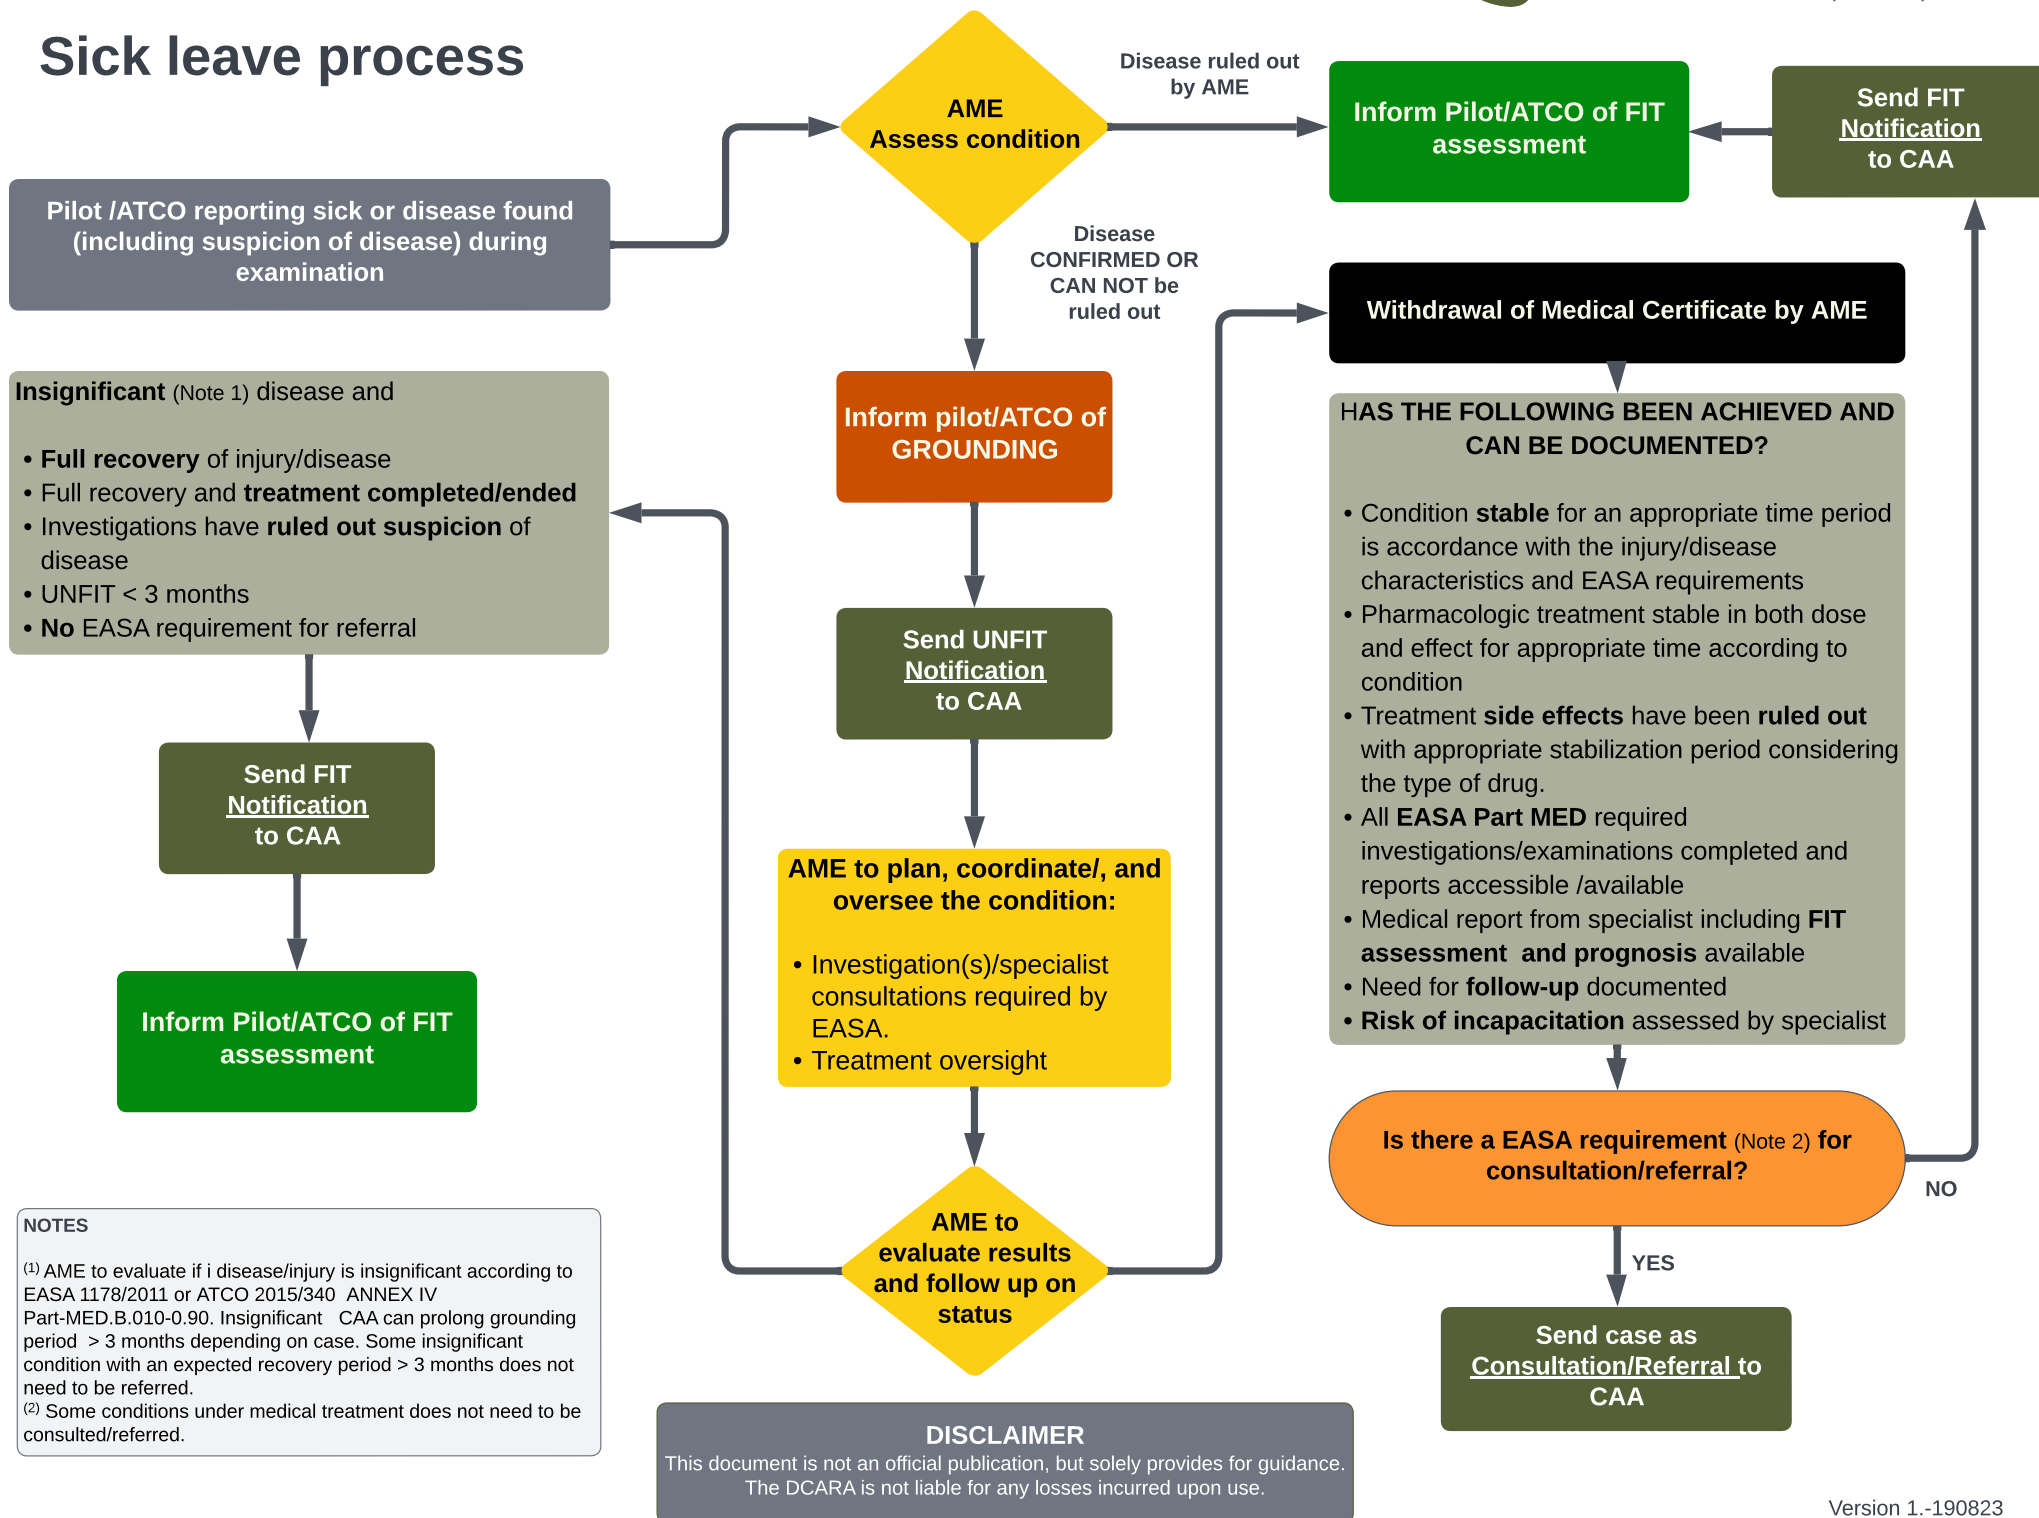 Sick leave process
AME
Assess condition
Disease ruled out
by AME
Inform Pilot/ATCO of FIT
assessment
Send FIT
Notification
to CAA
Pilot /ATCO reporting sick or disease found
(including suspicion of disease) during
examination
Disease
CONFIRMED OR
CAN NOT be
ruled out
Withdrawal of Medical Certificate by AME
Insignificant (Note 1) disease and
• Full recovery of injury/disease
• Full recovery and treatment completed/ended
• Investigations have ruled out suspicion of
disease
• UNFIT < 3 months
• No EASA requirement for referral
Inform pilot/ATCO of
GROUNDING
HAS THE FOLLOWING BEEN ACHIEVED AND
CAN BE DOCUMENTED?
• Condition stable for an appropriate time period
is accordance with the injury/disease
characteristics and EASA requirements
• Pharmacologic treatment stable in both dose
and effect for appropriate time according to
condition
• Treatment side effects have been ruled out
with appropriate stabilization period considering
the type of drug.
• All EASA Part MED required
investigations/examinations completed and
reports accessible /available
• Medical report from specialist including FIT
assessment  and prognosis available
• Need for follow-up documented
• Risk of incapacitation assessed by specialist
Send UNFIT
Notification
to CAA
Send FIT
Notification
to CAA
AME to plan, coordinate/, and
oversee the condition:
• Investigation(s)/specialist
consultations required by
EASA.
• Treatment oversight
Inform Pilot/ATCO of FIT
assessment
Is there a EASA requirement (Note 2) for
consultation/referral?
NO
YES
AME to
evaluate results
and follow up on
status
Send case as
Consultation/Referral to
CAA
NOTES
(1) AME to evaluate if i disease/injury is insignificant according to
EASA 1178/2011 or ATCO 2015/340  ANNEX IV
Part-MED.B.010-0.90. Insignificant   CAA can prolong grounding
period  > 3 months depending on case. Some insignificant
condition with an expected recovery period > 3 months does not
need to be referred.
(2) Some conditions under medical treatment does not need to be
consulted/referred.
DISCLAIMER
This document is not an official publication, but solely provides for guidance.
The DCARA is not liable for any losses incurred upon use.
Version 1.-190823